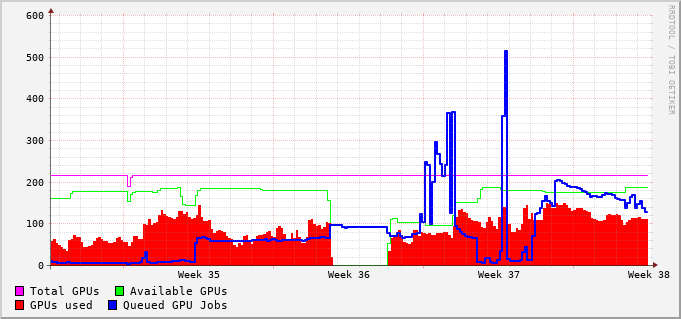 600
500
400
300
200
100
0
Week 35 Week 36 Week 37 Week 38
Total GPUs Available GPUs
GPUs used Queued GPU Jobs
RRDTOOL / TOBI OETIKER